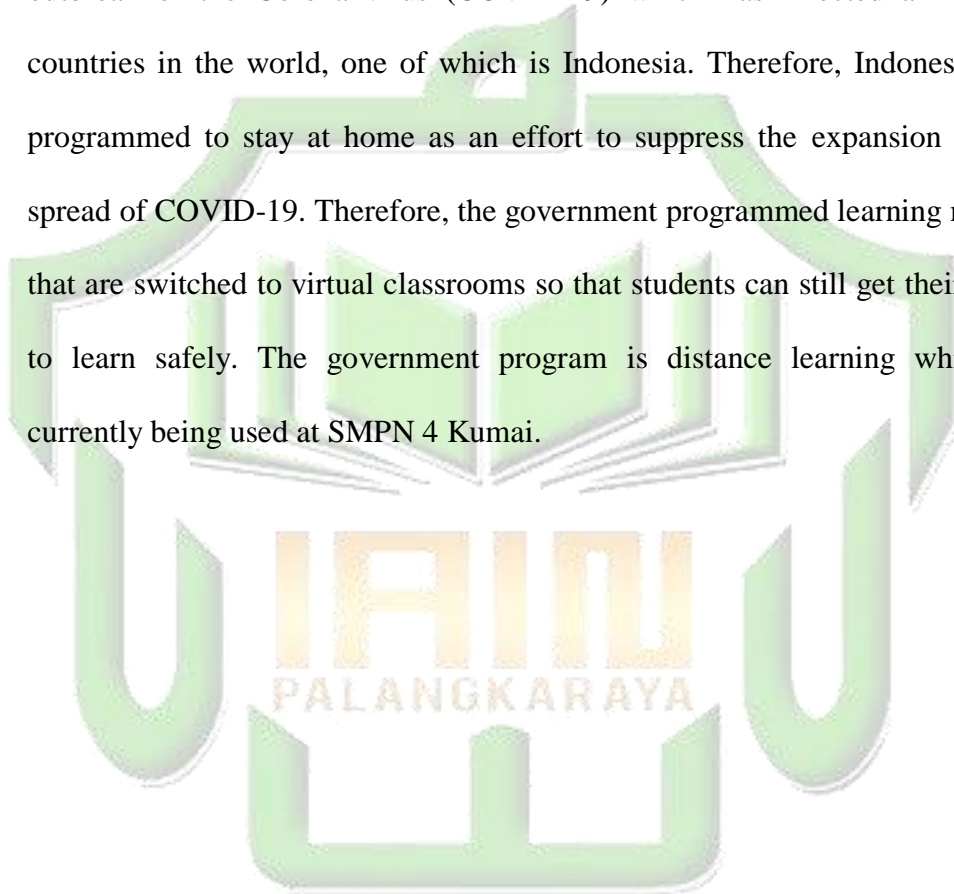 countries in the world, one of which is Indonesia. Therefore,
programmed to stay at home as an effort to suppress the expansion
spread of COVID-19. Therefore, the government programmed learning
that are switched to virtual classrooms so that students can still get
to learn safely. The government program is distance learning
currently being used at SMPN 4 Kumai.
IAIN
PALANGKARAYA